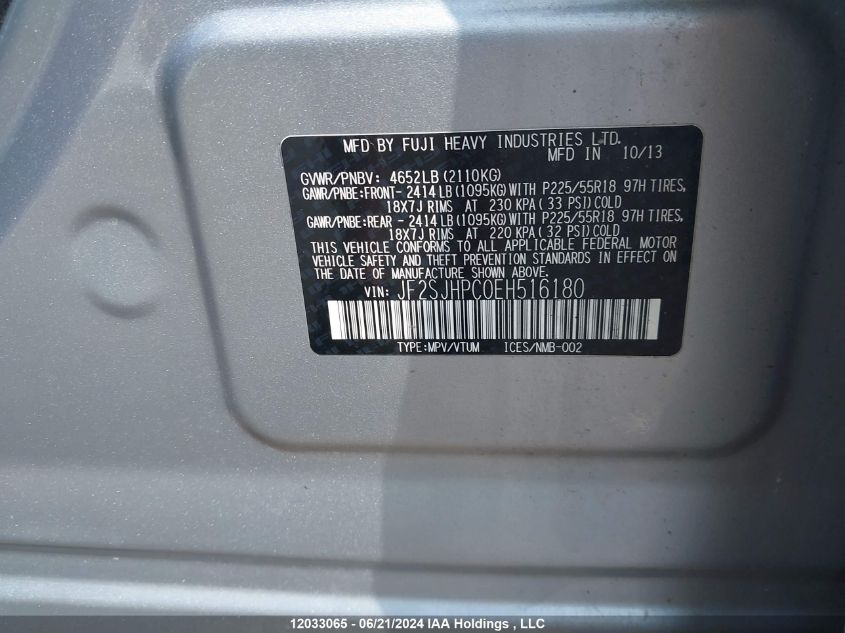 MFD BY FUJI HEAVY INDUSTRIES LTD.
MFD IN 10/13
GVWR/PNBV: 4652LB (2110KG)
GAWR/PNBE:FRONT- 2414 LB (1095KG) WITH P225/55R18 97H TIRES,
18X7J RIMS AT 230 KPA (33 PSI) COLD
GAWR/PNBE:REAR - 2414 LB (1095KG) WITH P225/55R18 97H TIRES,
18X7J RIMS AT 220 KPA (32 PSI) COLD
THIS VEHICLE CONFORMS TO ALL APPLICABLE FEDERAL MOTOR
VEHICLE SAFETY AND THEFT PREVENTION STANDARDS IN EFFECT ON
THE DATE OF MANUFACTURE SHOWN ABOVE.
VIN: JF2SJHPC0EH516180
TYPE:MPV/VTUM ICES/NMB-002
12033065 - 06/21/2024 IAA Holdings , LLC